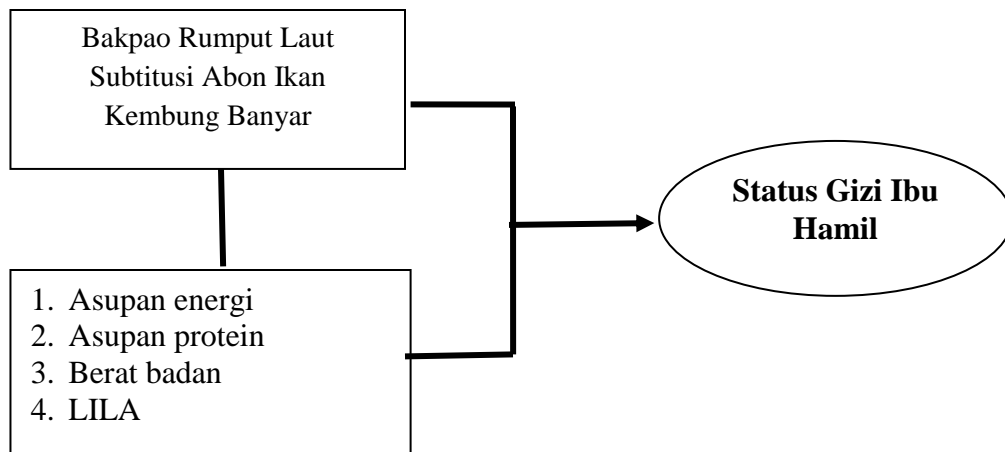 Bakpao Rumput Laut
Subtitusi Abon Ikan
Kembung Banyar
Status Gizi Ibu
Hamil
1. Asupan energi
2. Asupan protein
3. Berat badan
4. LILA